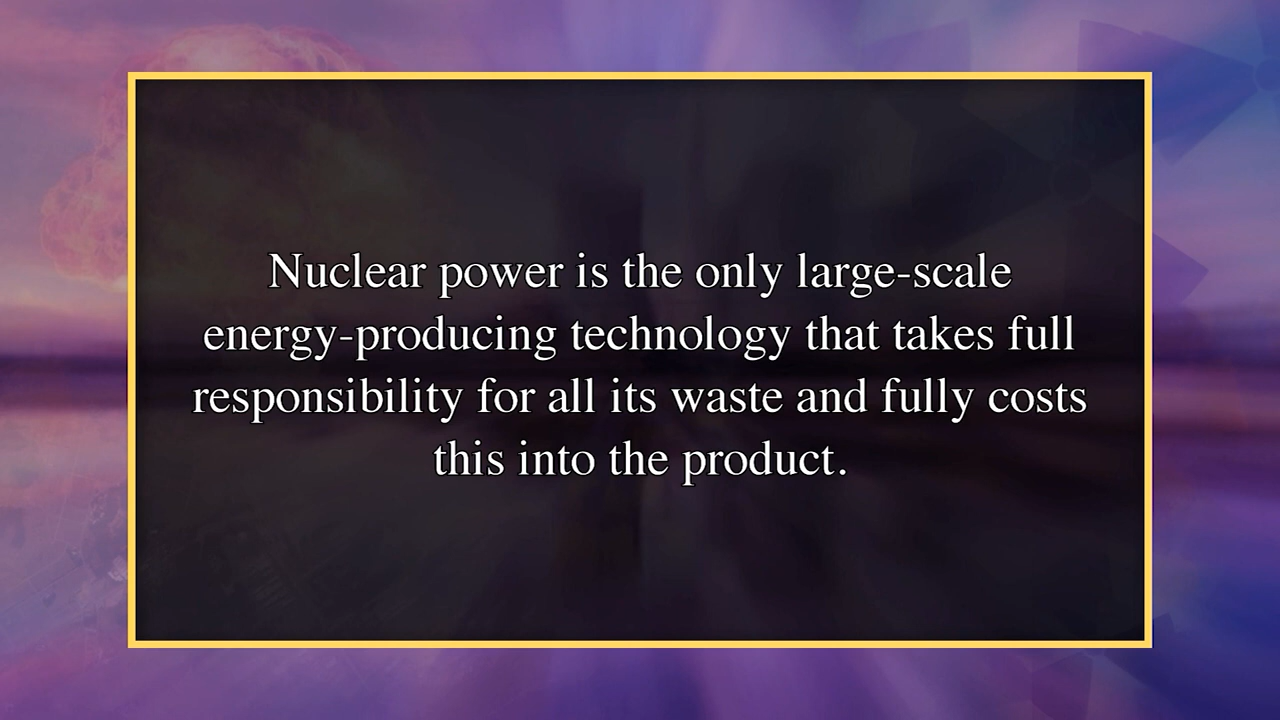 Nuclear power is the only large-scale
energy-producing technology that takes full
responsibility for all its waste and fully costs
this into the product.